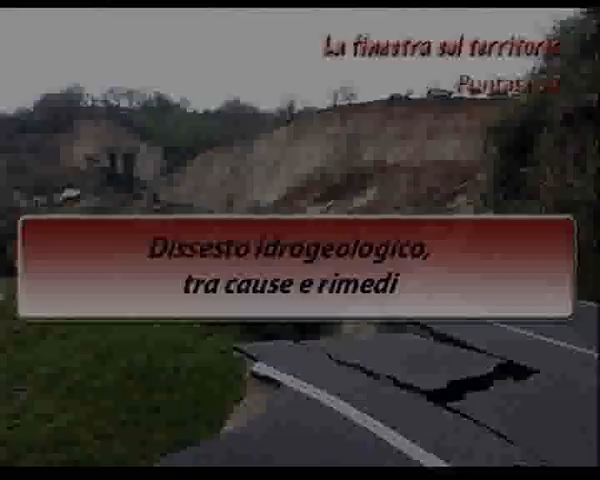 La finestra sul territorio
Dissesto idrogeologico,
tra cause e rimedi